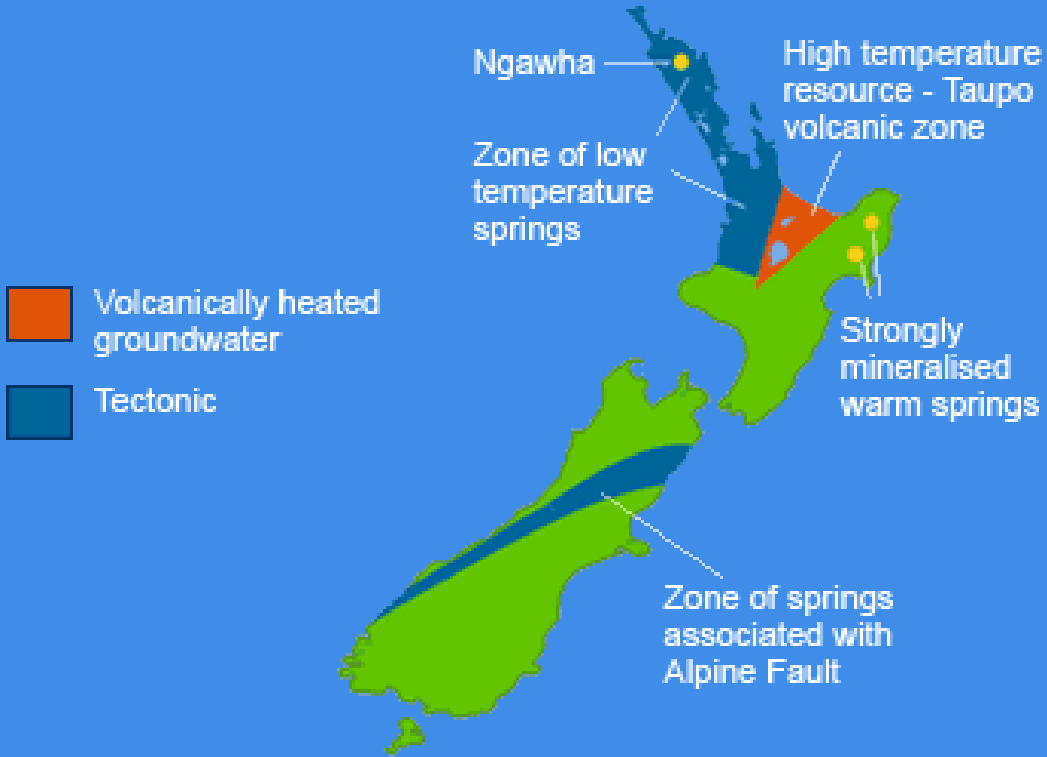 Ngawha
High temperature
resource - Taupo
volcanic zone
Zone of low
temperature
springs
Volcanically heated
groundwater
Tectonic
Strongly
mineralised
warm springs
Zone of springs
associated with
Alpine Fault